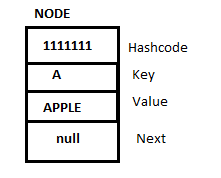 NODE
1111111 Hashcode
A Key
APPLE Value
null Next